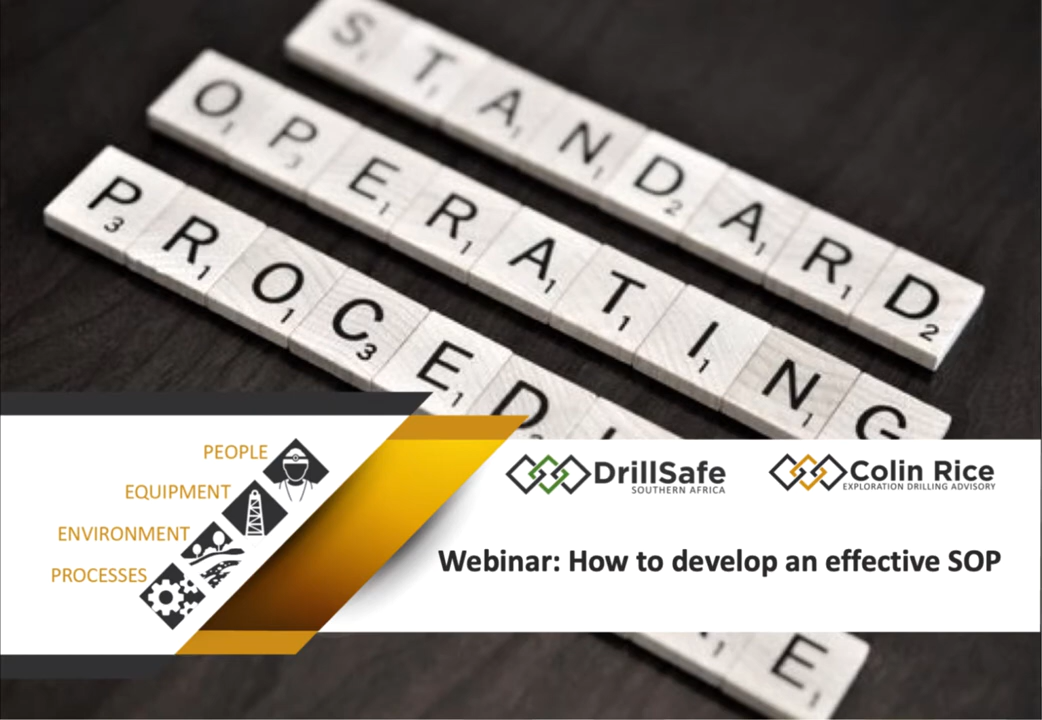 STANDARD
OPERATING
PROCED
E
PEOPLE
EQUIPMENT
ENVIRONMENT
PROCESSES
DrillSafe
SOUTHERN AFRICA
Colin Rice
EXPLORATION DRILLING ADVISORY
Webinar: How to develop an effective SOP